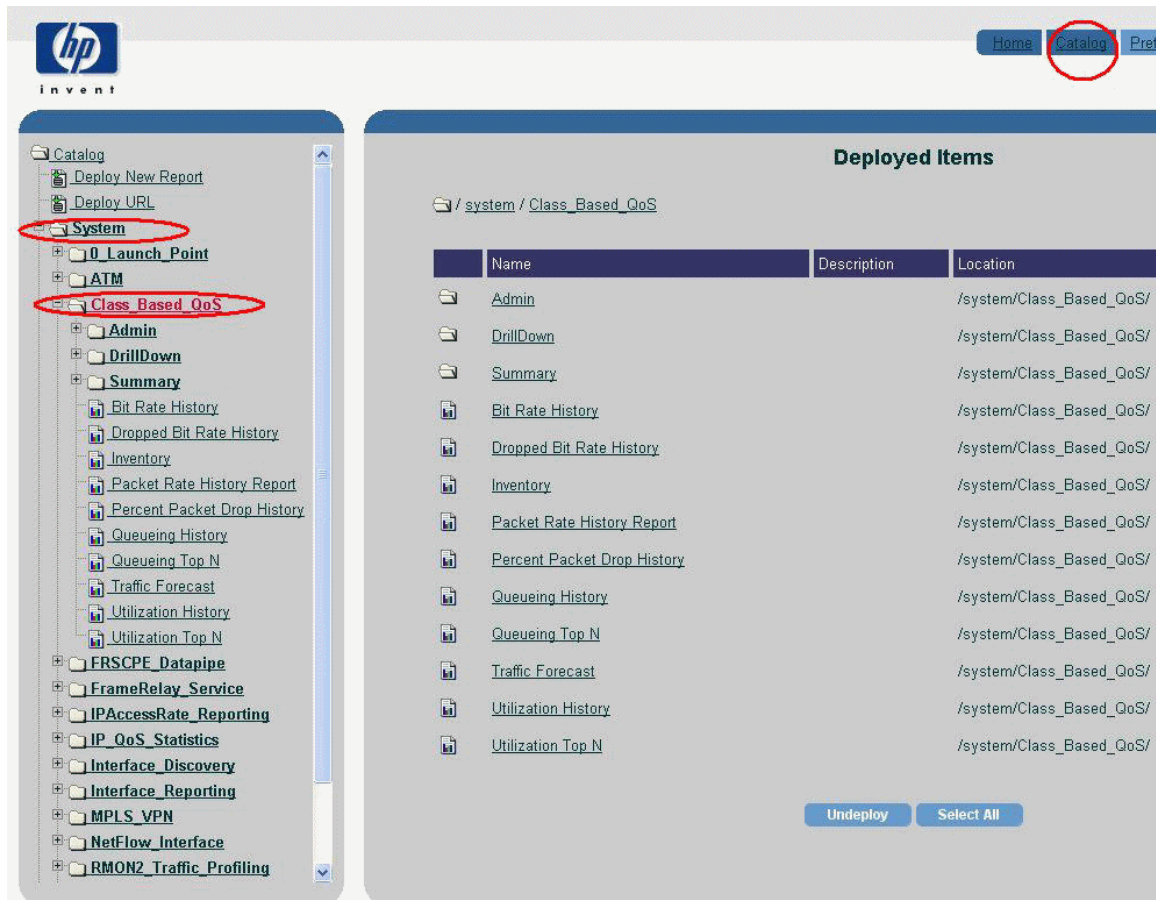 hp
invent
Home Catalog
Catalog
Deploy New Report
Deploy URL
System
0_Launch_Point
ATM
Class_Based_QoS
Admin
DrillDown
Summary
Bit Rate History
Dropped Bit Rate History
Inventory
Packet Rate History Report
Percent Packet Drop History
Queueing History
Queueing Top N
Traffic Forecast
Utilization History
Utilization Top N
FRSCPE_Datapipe
FrameRelay_Service
IPAccessRate_Reporting
IP_QoS_Statistics
Interface_Discovery
Interface_Reporting
MPLS_VPN
NetFlow_Interface
RMON2_Traffic_Profiling
Deployed Items
/ system / Class_Based_QoS
Name Description Location
Admin /system/Class_Based_QoS/
DrillDown /system/Class_Based_QoS/
Summary /system/Class_Based_QoS/
Bit Rate History /system/Class_Based_QoS/
Dropped Bit Rate History /system/Class_Based_QoS/
Inventory /system/Class_Based_QoS/
Packet Rate History Report /system/Class_Based_QoS/
Percent Packet Drop History /system/Class_Based_QoS/
Queueing History /system/Class_Based_QoS/
Queueing Top N /system/Class_Based_QoS/
Traffic Forecast /system/Class_Based_QoS/
Utilization History /system/Class_Based_QoS/
Utilization Top N /system/Class_Based_QoS/
Undeploy Select All